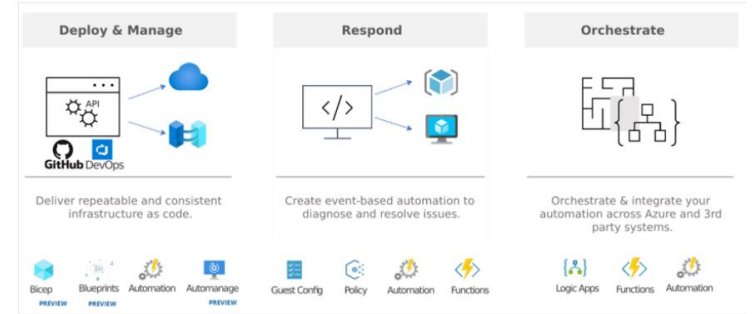 Deploy & Manage
API
GitHub DevOps
Deliver repeatable and consistent
infrastructure as code.
Bicep
PREVIEW
Blueprints
PREVIEW
Automation
Automanage
PREVIEW
Respond
</>
Create event-based automation to
diagnose and resolve issues.
Guest Config
Policy
Automation
Functions
Orchestrate
Orchestrate & integrate your
automation across Azure and 3rd
party systems.
Logic Apps
Functions
Automation